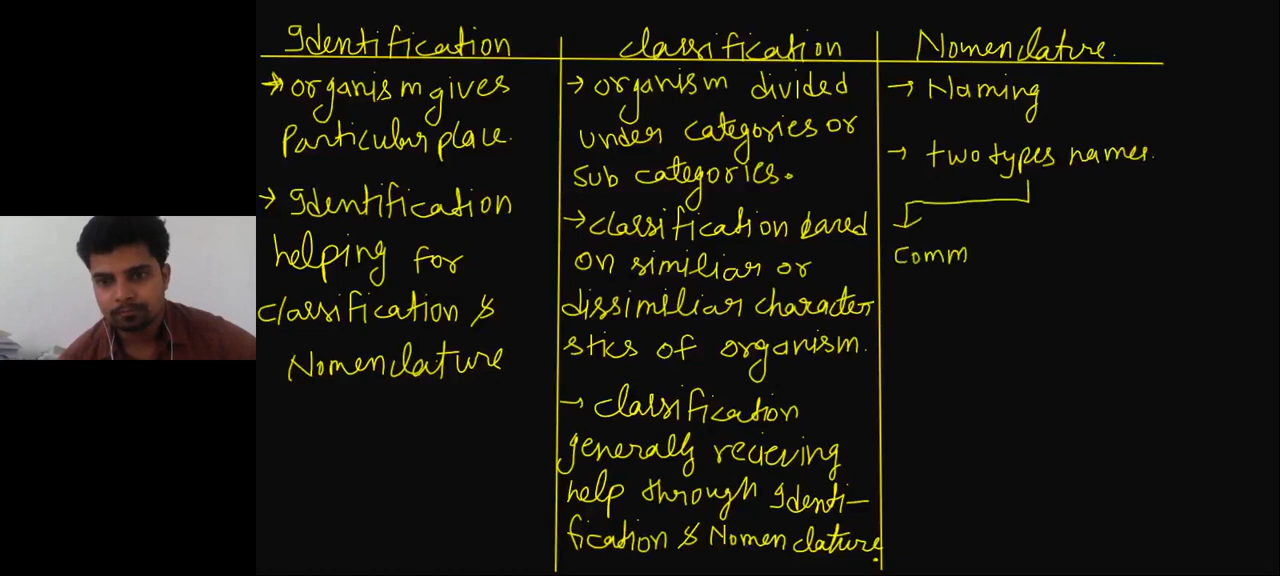 Identification
→ organism gives
Particular place.
→ Identification
helping for
classification &
Nomenclature
classification
→ organism divided
under categories or
sub categories.
→ classification based
on similiar or
dissimiliar character
stics of organism.
→ classification
generally recieving
help through Identi-
fication & Nomenclature.
Nomenclature.
→ Naming
→ two types names.
Comm